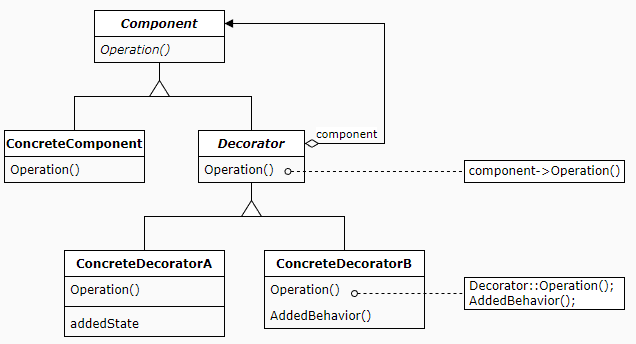 Component
Operation()
ConcreteComponent
Operation()
Decorator
Operation()
component
component->Operation()
ConcreteDecoratorA
Operation()
addedState
ConcreteDecoratorB
Operation()
AddedBehavior()
Decorator::Operation();
AddedBehavior();